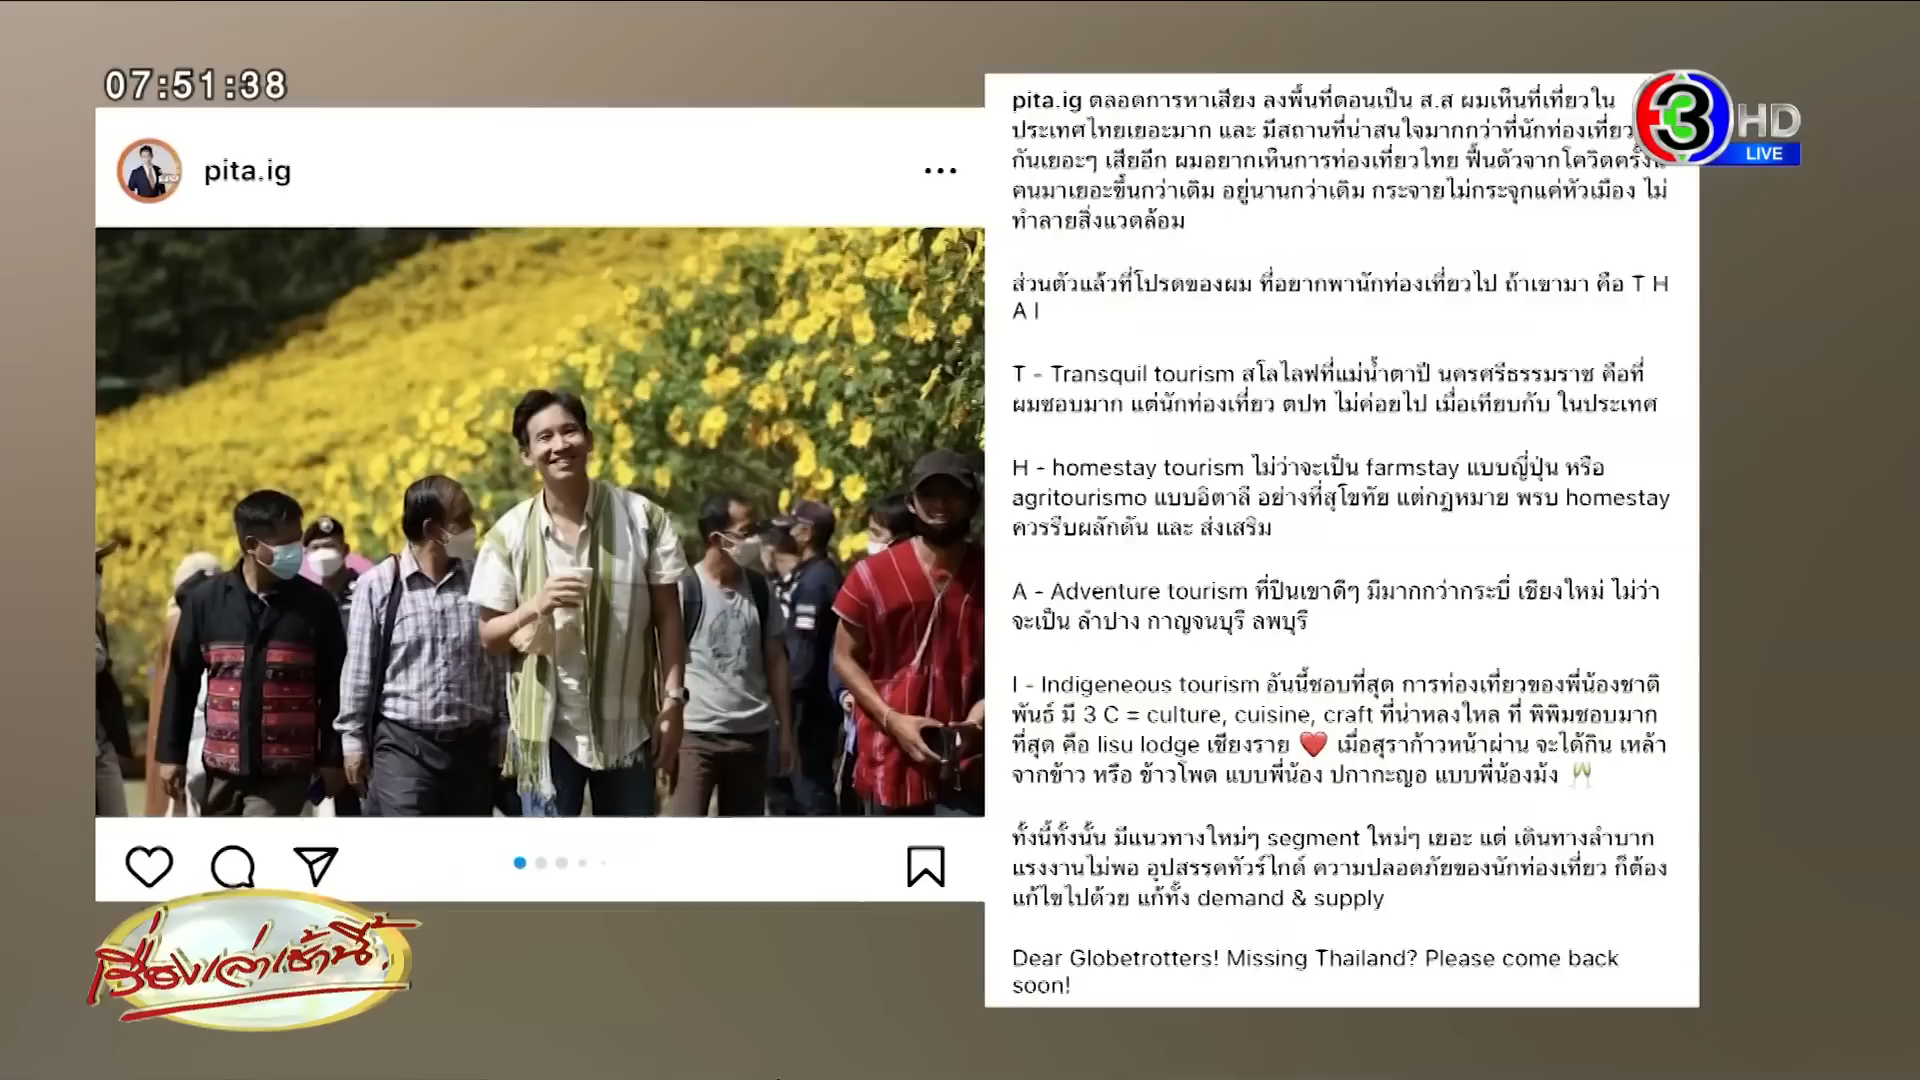 07:51:38
3 HD
LIVE
pita.ig
pita.ig ตลอดการหาเสียง ลงพื้นที่ตอนเป็น ส.ส ผมเห็นที่เที่ยวใน
ประเทศไทยเยอะมาก และ มีสถานที่น่าสนใจมากกว่าที่นักท่องเที่ยว
กันเยอะๆ เสียอีก ผมอยากเห็นการท่องเที่ยวไทย ฟื้นตัวจากโควิดครั้งนี้
คนมาเยอะขึ้นกว่าเดิม อยู่นานกว่าเดิม กระจายไม่กระจุกแค่หัวเมือง ไม่
ทำลายสิ่งแวดล้อม
ส่วนตัวแล้วที่โปรดของผม ที่อยากพานักท่องเที่ยวไป ถ้าเขามา คือ T H
A I
T - Transquil tourism สโลไลฟที่แม่น้ำตาปี นครศรีธรรมราช คือที่
ผมชอบมาก แต่นักท่องเที่ยว ตปท ไม่ค่อยไป เมื่อเทียบกับ ในประเทศ
H - homestay tourism ไม่ว่าจะเป็น farmstay แบบญี่ปุ่น หรือ
agritourismo แบบอิตาลี อย่างที่สุโขทัย แต่กฎหมาย พรบ homestay
ควรรีบผลักดัน และ ส่งเสริม
A - Adventure tourism ที่ปีนเขาดีๆ มีมากกว่ากระบี่ เชียงใหม่ ไม่ว่า
จะเป็น ลำปาง กาญจนบุรี ลพบุรี
I - Indigeneous tourism อันนี้ชอบที่สุด การท่องเที่ยวของพี่น้องชาติ
พันธ์ มี 3 C = culture, cuisine, craft ที่น่าหลงใหล ที่ พิพิมชอบมาก
ที่สุด คือ lisu lodge เชียงราย ❤️ เมื่อสุราก้าวหน้าผ่าน จะได้กิน เหล้า
จากข้าว หรือ ข้าวโพด แบบพี่น้อง ปกากะญอ แบบพี่น้องม้ง 🥂
ทั้งนี้ทั้งนั้น มีแนวทางใหม่ๆ segment ใหม่ๆ เยอะ แต่ เดินทางลำบาก
แรงงานไม่พอ อุปสรรคทัวร์ไกด์ ความปลอดภัยของนักท่องเที่ยว ก็ต้อง
แก้ไขไปด้วย แก้ทั้ง demand & supply
Dear Globetrotters! Missing Thailand? Please come back
soon!
เรื่องเล่าเช้านี้